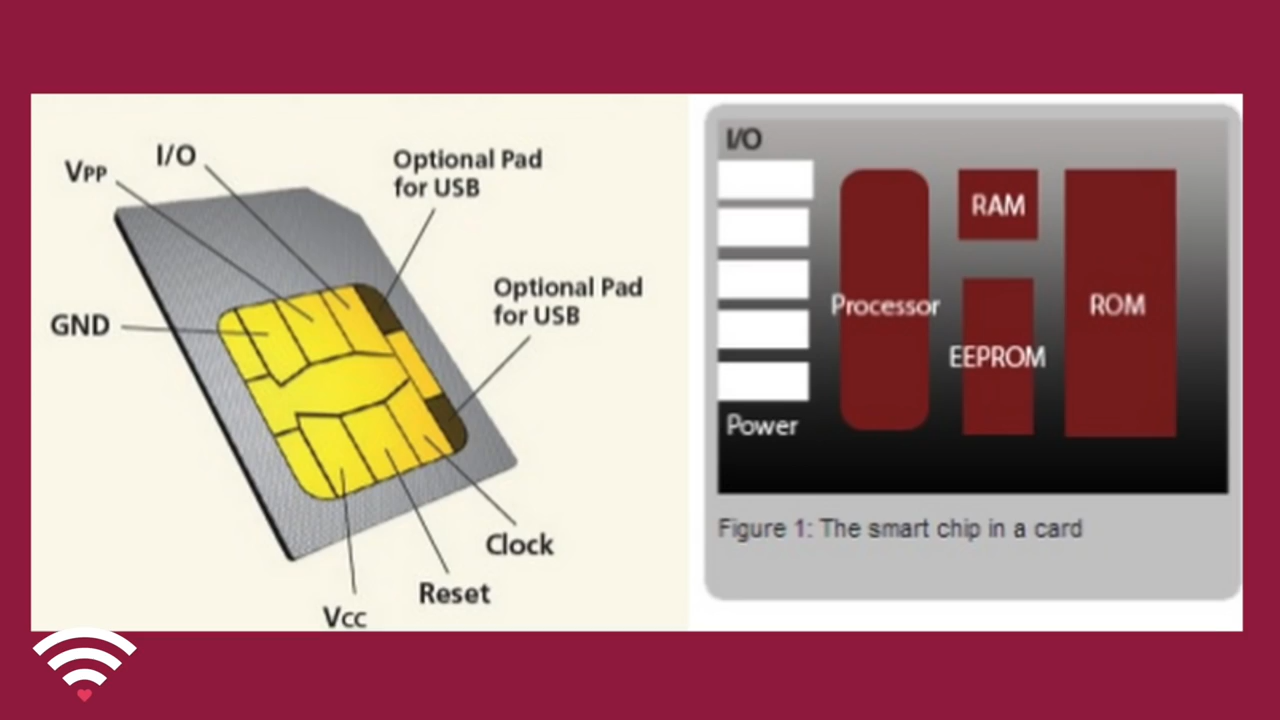 I/O
VPP
Optional Pad
for USB
Optional Pad
for USB
GND
Clock
Reset
Vcc
I/O
RAM
Processor
ROM
EEPROM
Power
Figure 1: The smart chip in a card